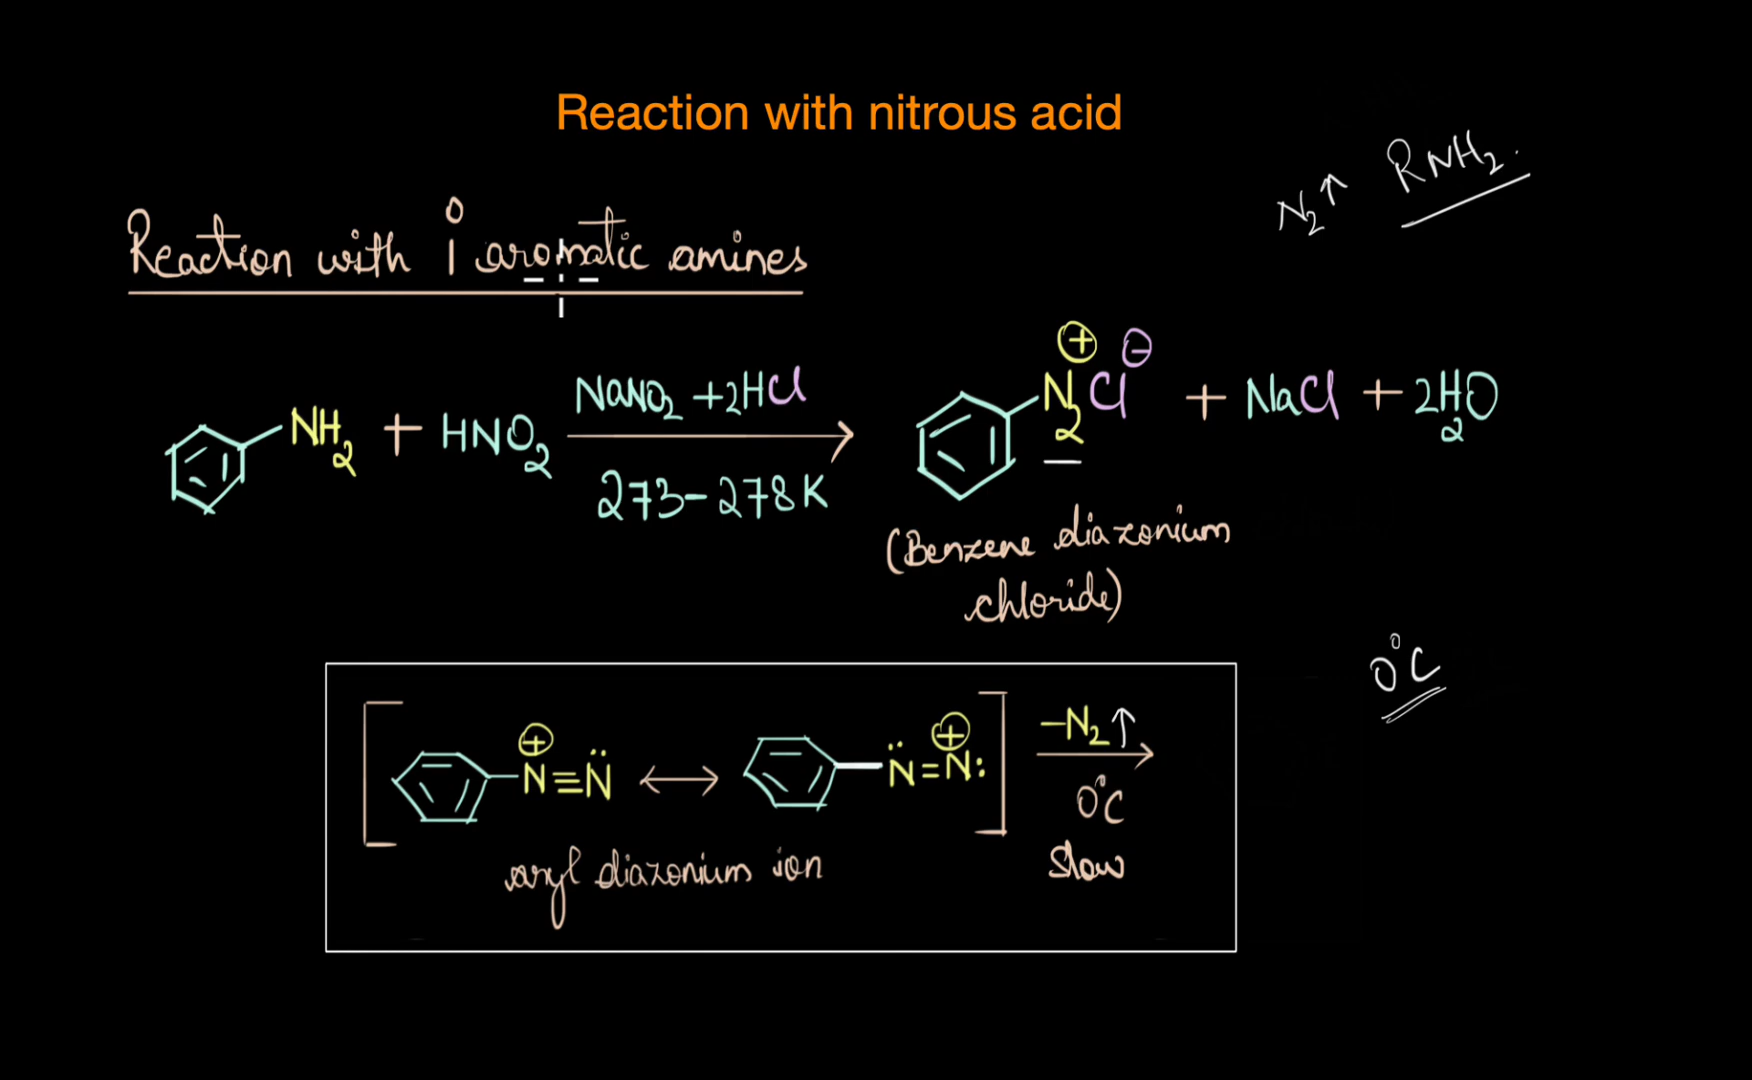 Reaction with nitrous acid
N₂↑ RNH₂.
Reaction with 1° aromatic amines
NH₂ + HNO₂ NaNO₂ + 2HCl 273-278K N₂⊕ Cl⊖ + NaCl + 2H₂O
(Benzene diazonium
chloride)
0°C
[ ⊕N≡N̈ ↔ N̈=N⊕: ] -N₂↑
0°C
aryl diazonium ion
Slow